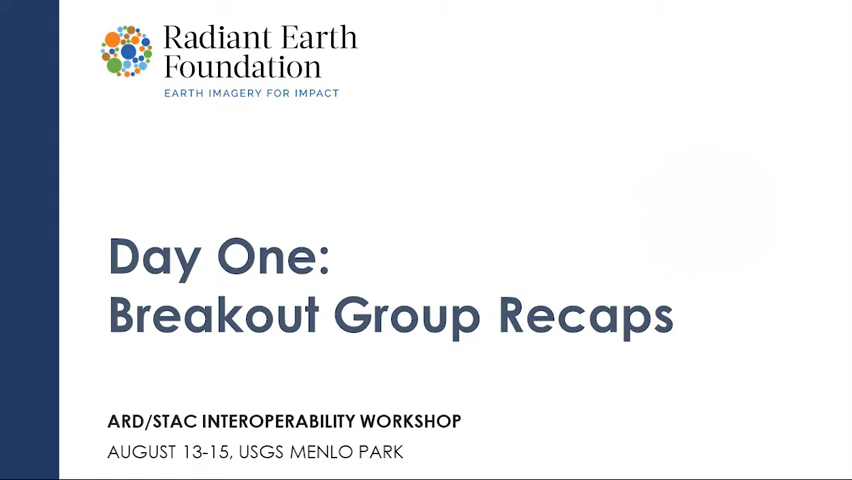 Radiant Earth
Foundation
EARTH IMAGERY FOR IMPACT
Day One:
Breakout Group Recaps
ARD/STAC INTEROPERABILITY WORKSHOP
AUGUST 13-15, USGS MENLO PARK